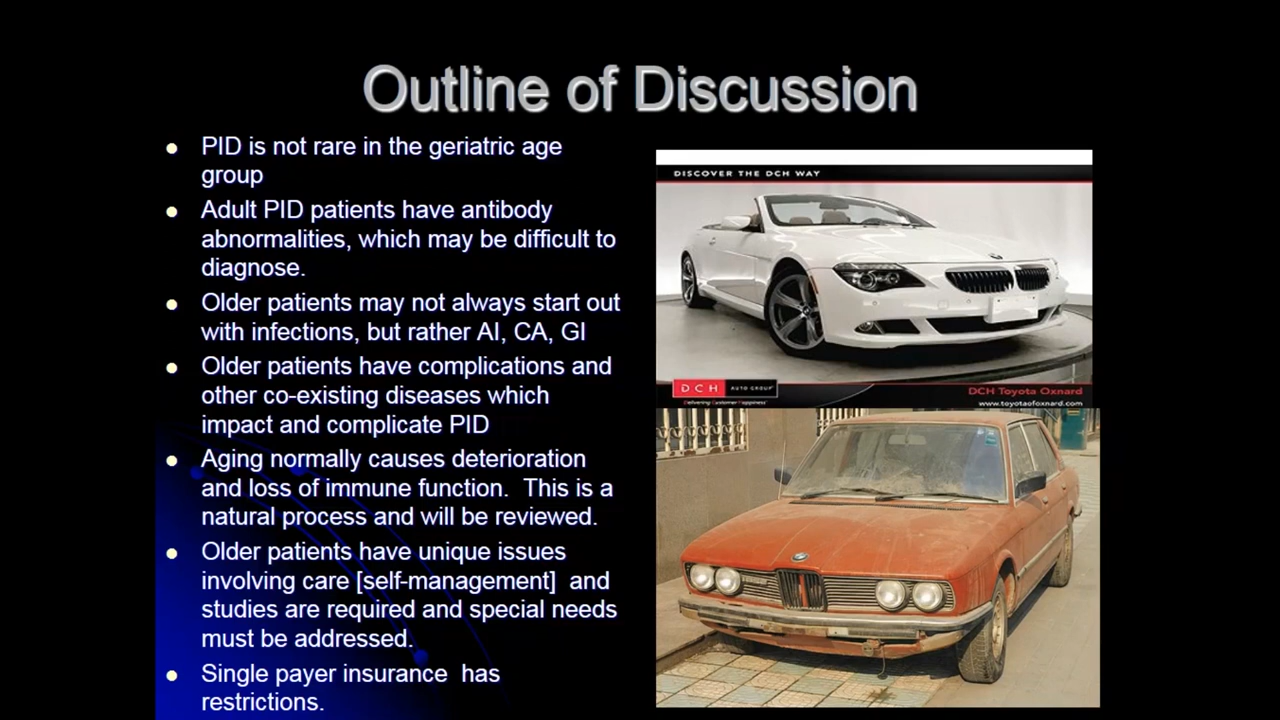 Outline of Discussion
PID is not rare in the geriatric age
group
Adult PID patients have antibody
abnormalities, which may be difficult to
diagnose.
Older patients may not always start out
with infections, but rather AI, CA, GI
Older patients have complications and
other co-existing diseases which
impact and complicate PID
Aging normally causes deterioration
and loss of immune function.  This is a
natural process and will be reviewed.
Older patients have unique issues
involving care [self-management]  and
studies are required and special needs
must be addressed.
Single payer insurance  has
restrictions.
DISCOVER THE DCH WAY
DCH AUTO GROUP
Delivering Customer Happiness
DCH Toyota Oxnard
www.toyotaofoxnard.com